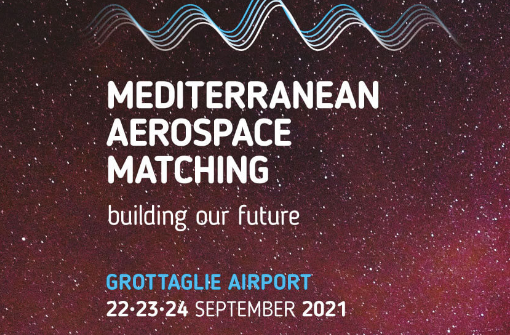 MEDITERRANEAN
AEROSPACE
MATCHING
building our future
GROTTAGLIE AIRPORT
22•23•24 SEPTEMBER 2021